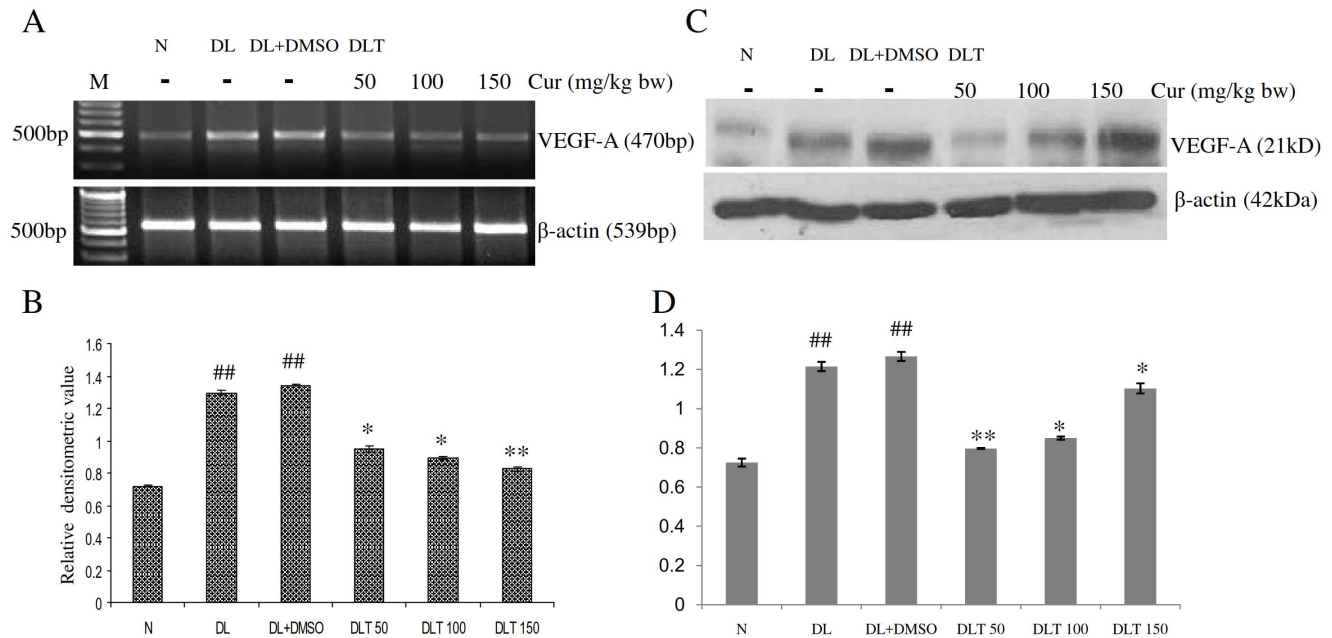 A
N DL DL+DMSO DLT
M - - - 50 100 150 Cur (mg/kg bw)
500bp VEGF-A (470bp)
500bp β-actin (539bp)
B
Relative densitometric value
1.6
1.4
1.2
1
0.8
0.6
0.4
0.2
0
## ## * * **
N DL DL+DMSO DLT 50 DLT 100 DLT 150
C
N DL DL+DMSO DLT
- - - 50 100 150 Cur (mg/kg bw)
VEGF-A (21kD)
β-actin (42kDa)
D
1.4
1.2
1
0.8
0.6
0.4
0.2
0
## ## ** * *
N DL DL+DMSO DLT 50 DLT 100 DLT 150